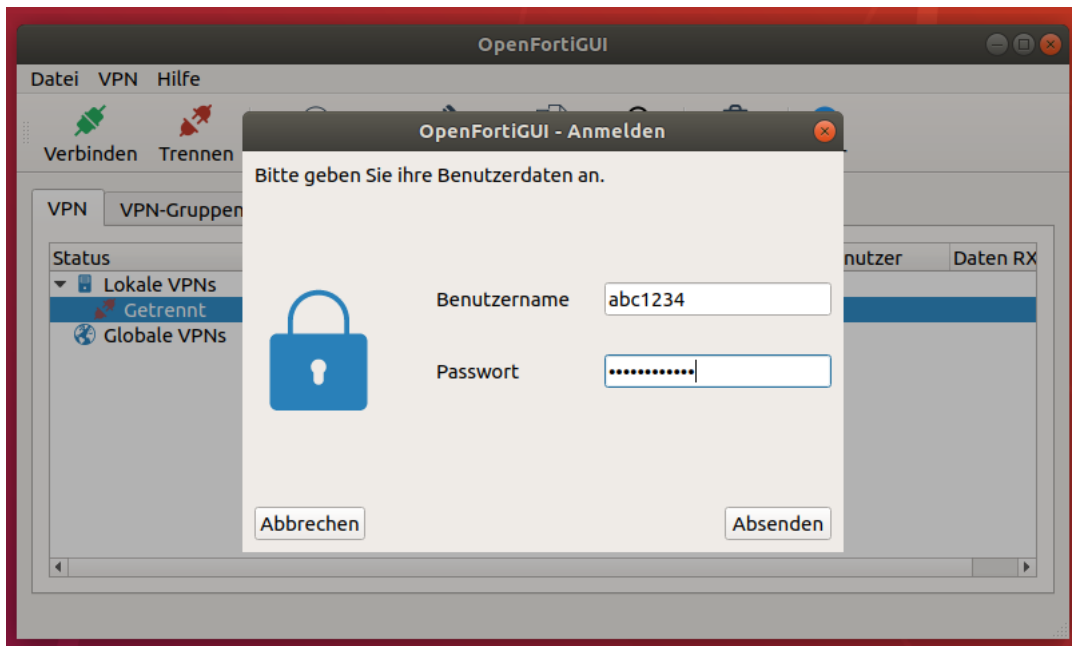 OpenFortiGUI
Datei VPN Hilfe
Verbinden Trennen
OpenFortiGUI - Anmelden
Bitte geben Sie ihre Benutzerdaten an.
VPN VPN-Gruppen
Status nutzer Daten RX
Lokale VPNs
Getrennt
Globale VPNs
Benutzername abc1234
Passwort ••••••••••••
Abbrechen Absenden